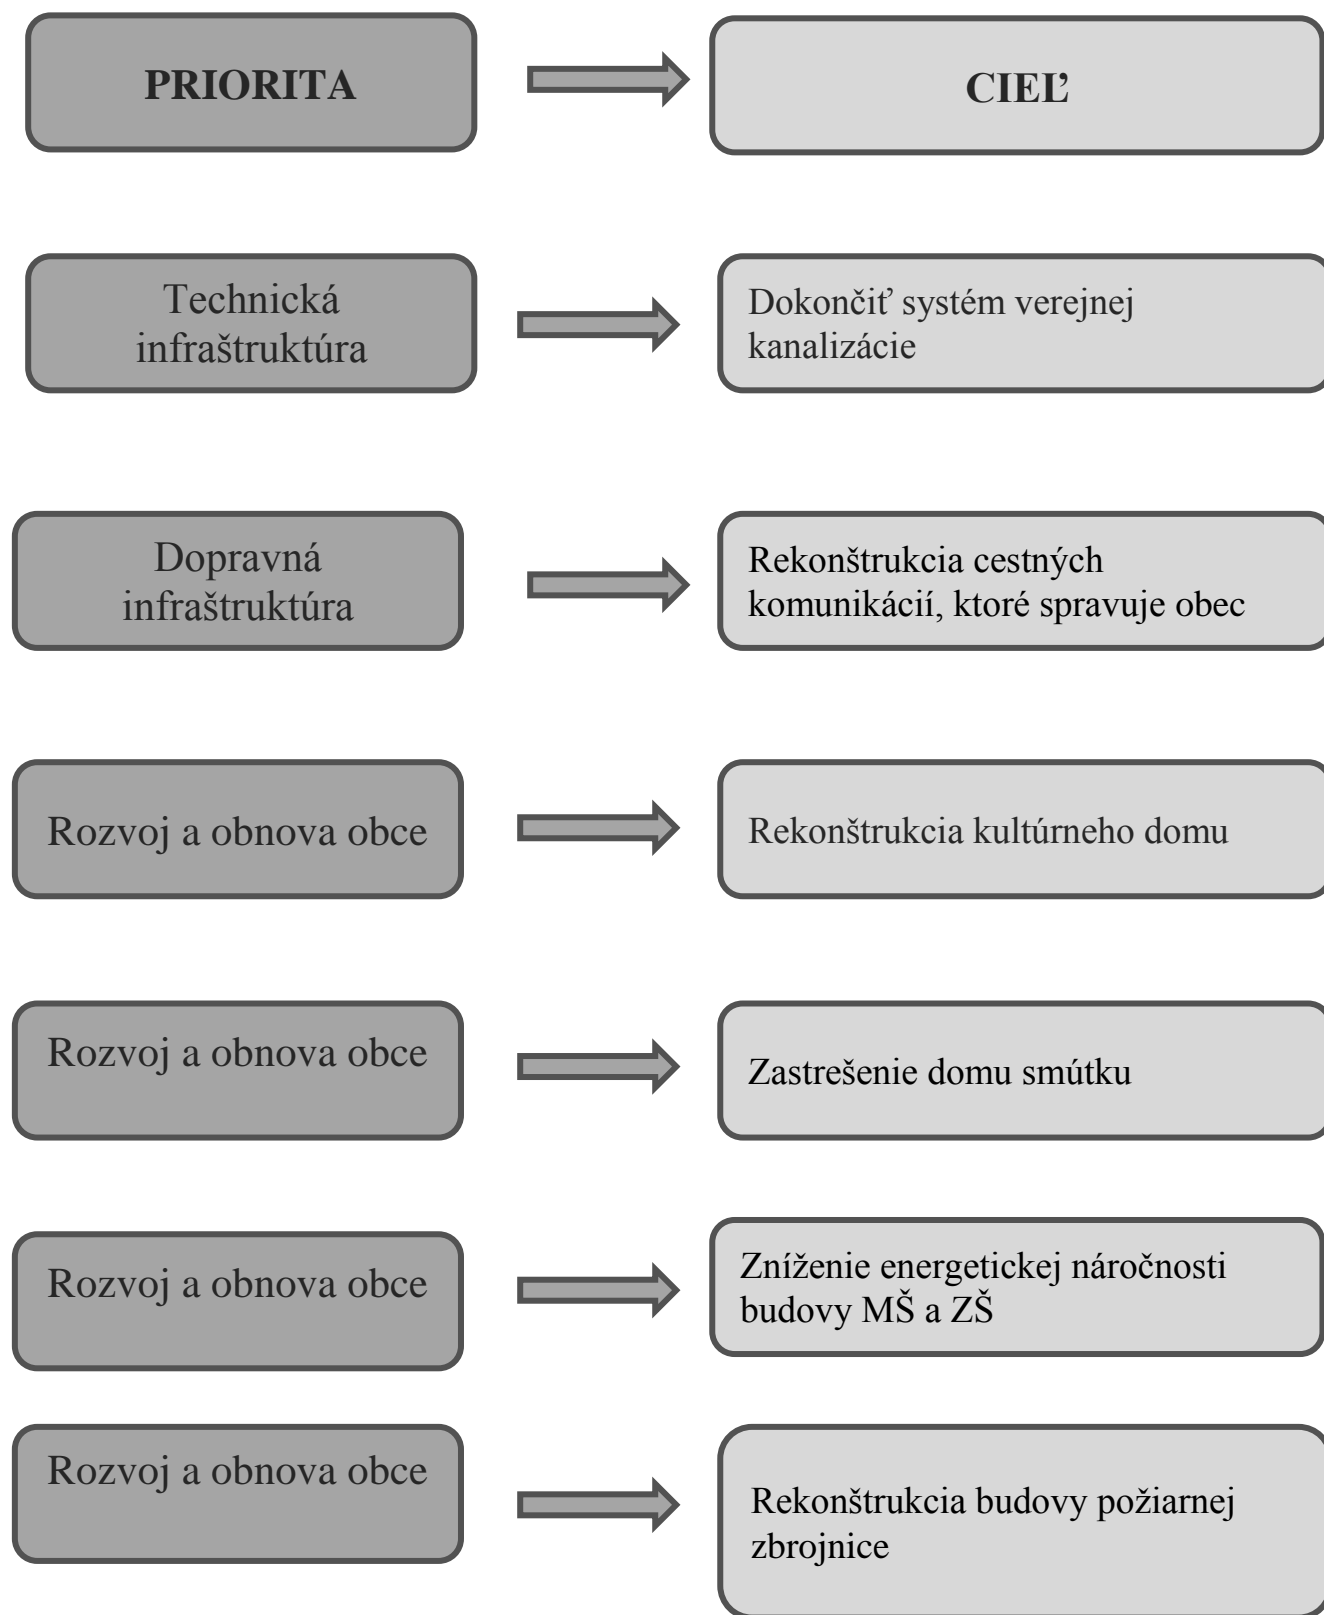 PRIORITA
CIEĽ
Technická
infraštruktúra
Dokončiť systém verejnej
kanalizácie
Dopravná
infraštruktúra
Rekonštrukcia cestných
komunikácií, ktoré spravuje obec
Rozvoj a obnova obce
Rekonštrukcia kultúrneho domu
Rozvoj a obnova obce
Zastrešenie domu smútku
Rozvoj a obnova obce
Zníženie energetickej náročnosti
budovy MŠ a ZŠ
Rozvoj a obnova obce
Rekonštrukcia budovy požiarnej
zbrojnice